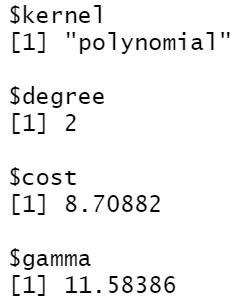 $kernel
[1] "polynomial"
$degree
[1] 2
$cost
[1] 8.70882
$gamma
[1] 11.58386